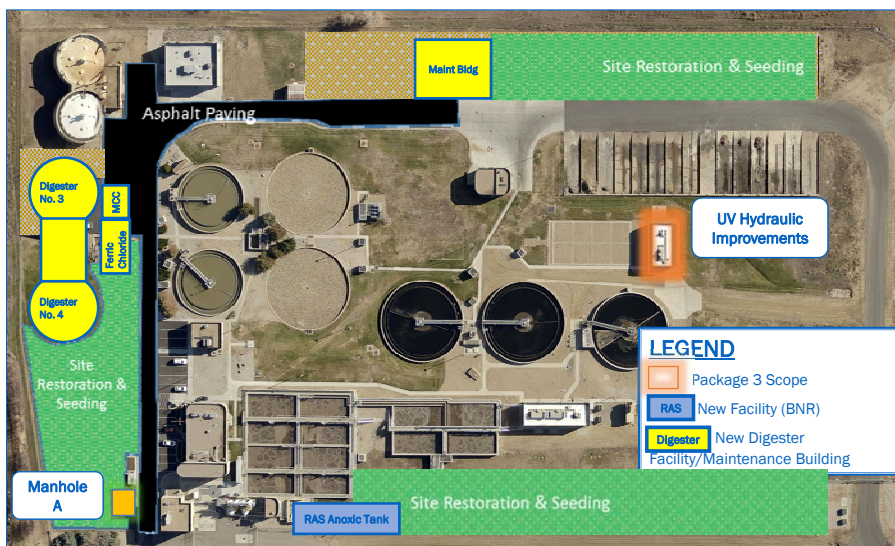 Maint Bldg
Site Restoration & Seeding
Asphalt Paving
Digester
No. 3
MCC
Ferric
Chloride
UV Hydraulic
Improvements
Digester
No. 4
Site
Restoration &
Seeding
LEGEND
Package 3 Scope
RAS New Facility (BNR)
Digester New Digester
Facility/Maintenance Building
Manhole
A
RAS Anoxic Tank
Site Restoration & Seeding